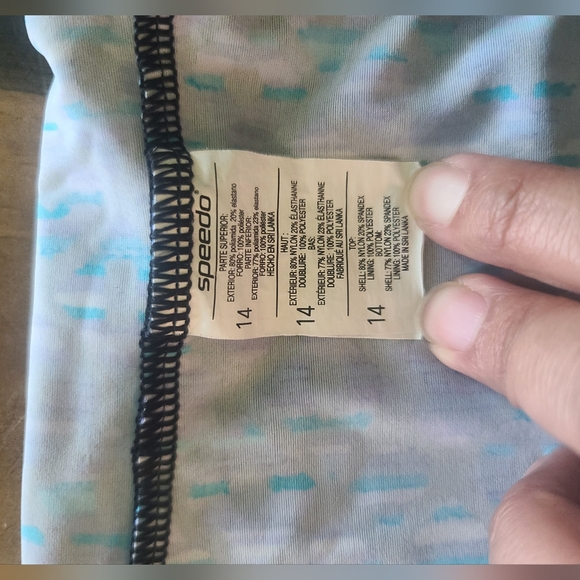 speedo
PARTE SUPERIOR:
EXTERIOR: 80% poliamida 20% elastano
FORRO: 100% poliéster
PARTE INFERIOR:
EXTERIOR: 77% poliamida 23% elastano
FORRO: 100% poliéster
HECHO EN SRI LANKA
14
HAUT:
EXTÉRIEUR: 80% NYLON 20% ÉLASTHANNE
DOUBLURE: 100% POLYESTER
BAS:
EXTÉRIEUR: 77% NYLON 23% ÉLASTHANNE
DOUBLURE: 100% POLYESTER
FABRIQUÉ AU SRI LANKA
14
TOP:
SHELL: 80% NYLON 20% SPANDEX
LINING: 100% POLYESTER
BOTTOM:
SHELL: 77% NYLON 23% SPANDEX
LINING: 100% POLYESTER
MADE IN SRI LANKA
14